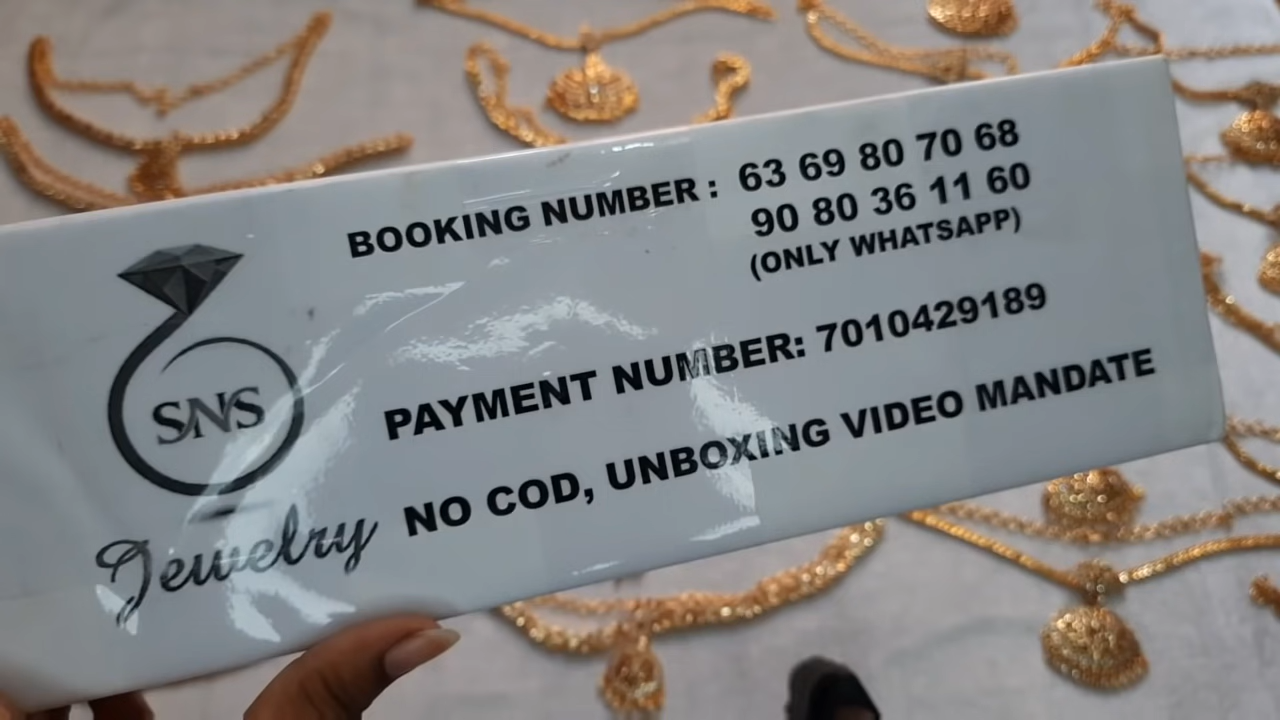 BOOKING NUMBER : 63 69 80 70 68
90 80 36 11 60
(ONLY WHATSAPP)
SNS
Jewelry
PAYMENT NUMBER: 7010429189
NO COD, UNBOXING VIDEO MANDATE